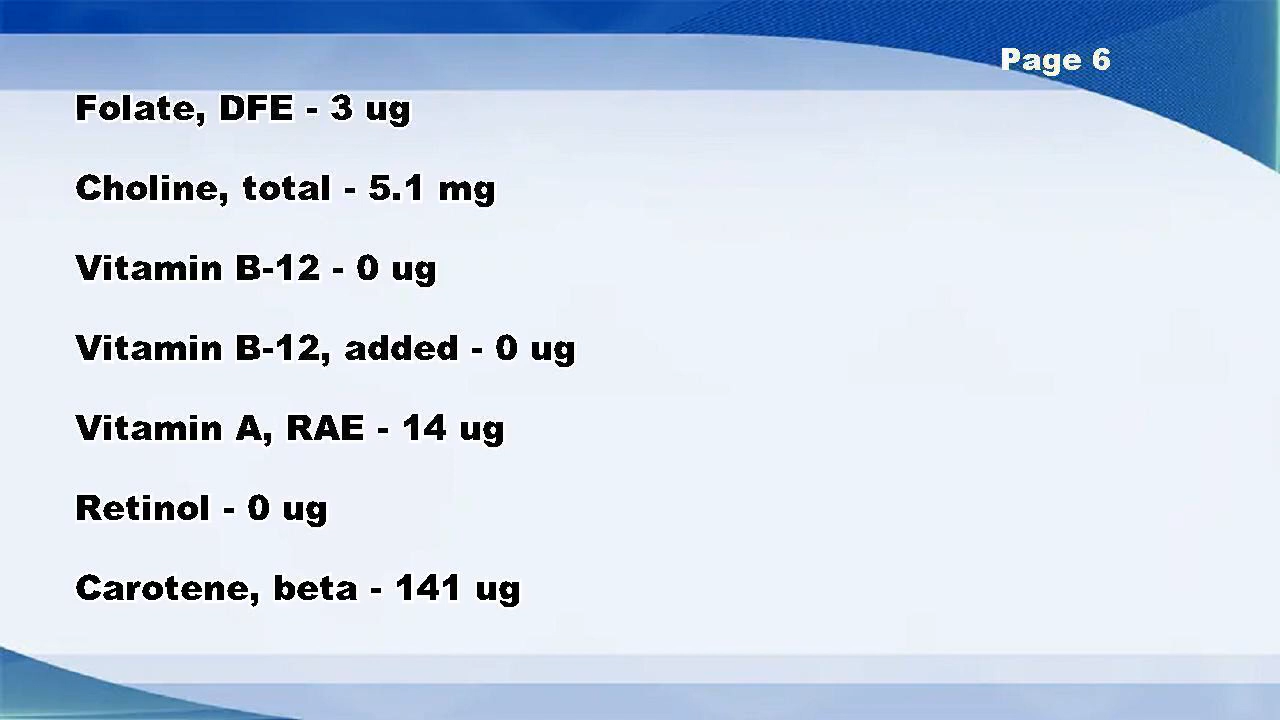 Page 6
Folate, DFE - 3 ug
Choline, total - 5.1 mg
Vitamin B-12 - 0 ug
Vitamin B-12, added - 0 ug
Vitamin A, RAE - 14 ug
Retinol - 0 ug
Carotene, beta - 141 ug